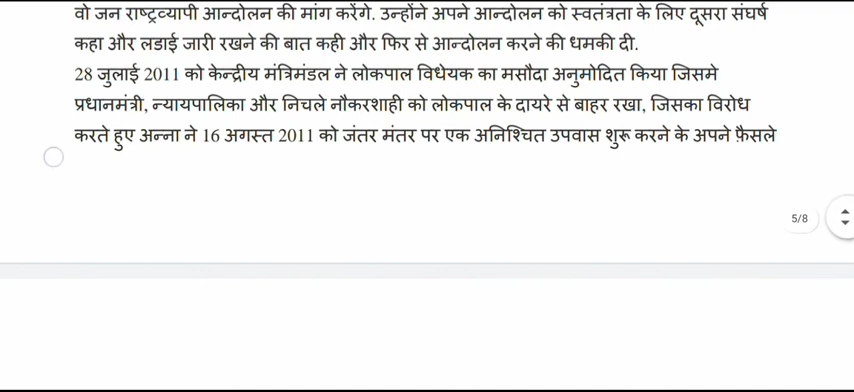 वो जन राष्ट्रव्यापी आन्दोलन की मांग करेंगे. उन्होंने अपने आन्दोलन को स्वतंत्रता के लिए दूसरा संघर्ष
कहा और लडाई जारी रखने की बात कही और फिर से आन्दोलन करने की धमकी दी.
28 जुलाई 2011 को केन्द्रीय मंत्रिमंडल ने लोकपाल विधेयक का मसौदा अनुमोदित किया जिसमे
प्रधानमंत्री, न्यायपालिका और निचले नौकरशाही को लोकपाल के दायरे से बाहर रखा, जिसका विरोध
करते हुए अन्ना ने 16 अगस्त 2011 को जंतर मंतर पर एक अनिश्चित उपवास शुरू करने के अपने फ़ैसले
5/8